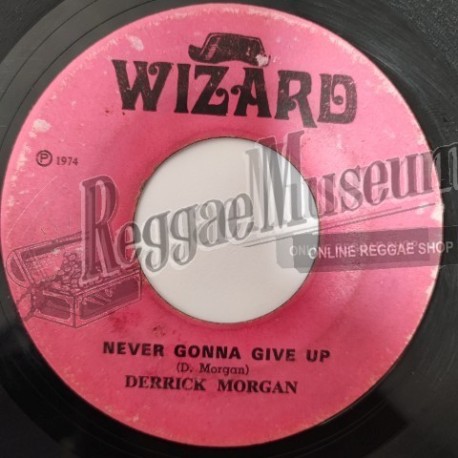 WIZARD
℗ 1974
ReggaeMuseum
ONLINE REGGAE SHOP
NEVER GONNA GIVE UP
(D. Morgan)
DERRICK MORGAN